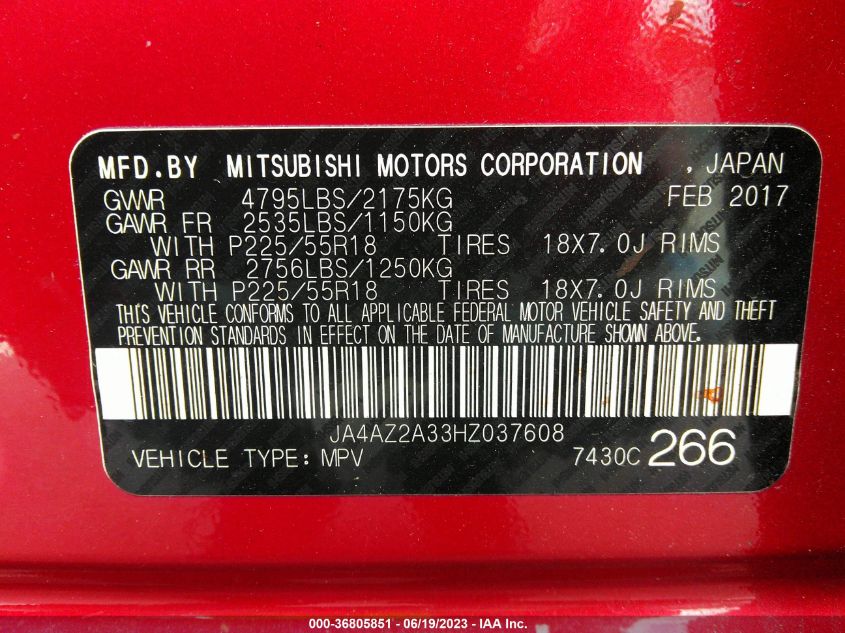 MFD.BY MITSUBISHI MOTORS CORPORATION , JAPAN
GVWR 4795LBS/2175KG FEB 2017
GAWR FR 2535LBS/1150KG
WITH P225/55R18 TIRES 18X7.0J RIMS
GAWR RR 2756LBS/1250KG
WITH P225/55R18 TIRES 18X7.0J RIMS
THIS VEHICLE CONFORMS TO ALL APPLICABLE FEDERAL MOTOR VEHICLE SAFETY AND THEFT
PREVENTION STANDARDS IN EFFECT ON THE DATE OF MANUFACTURE SHOWN ABOVE.
JA4AZ2A33HZ037608
VEHICLE TYPE: MPV 7430C 266
000-36805851 - 06/19/2023 - IAA Inc.